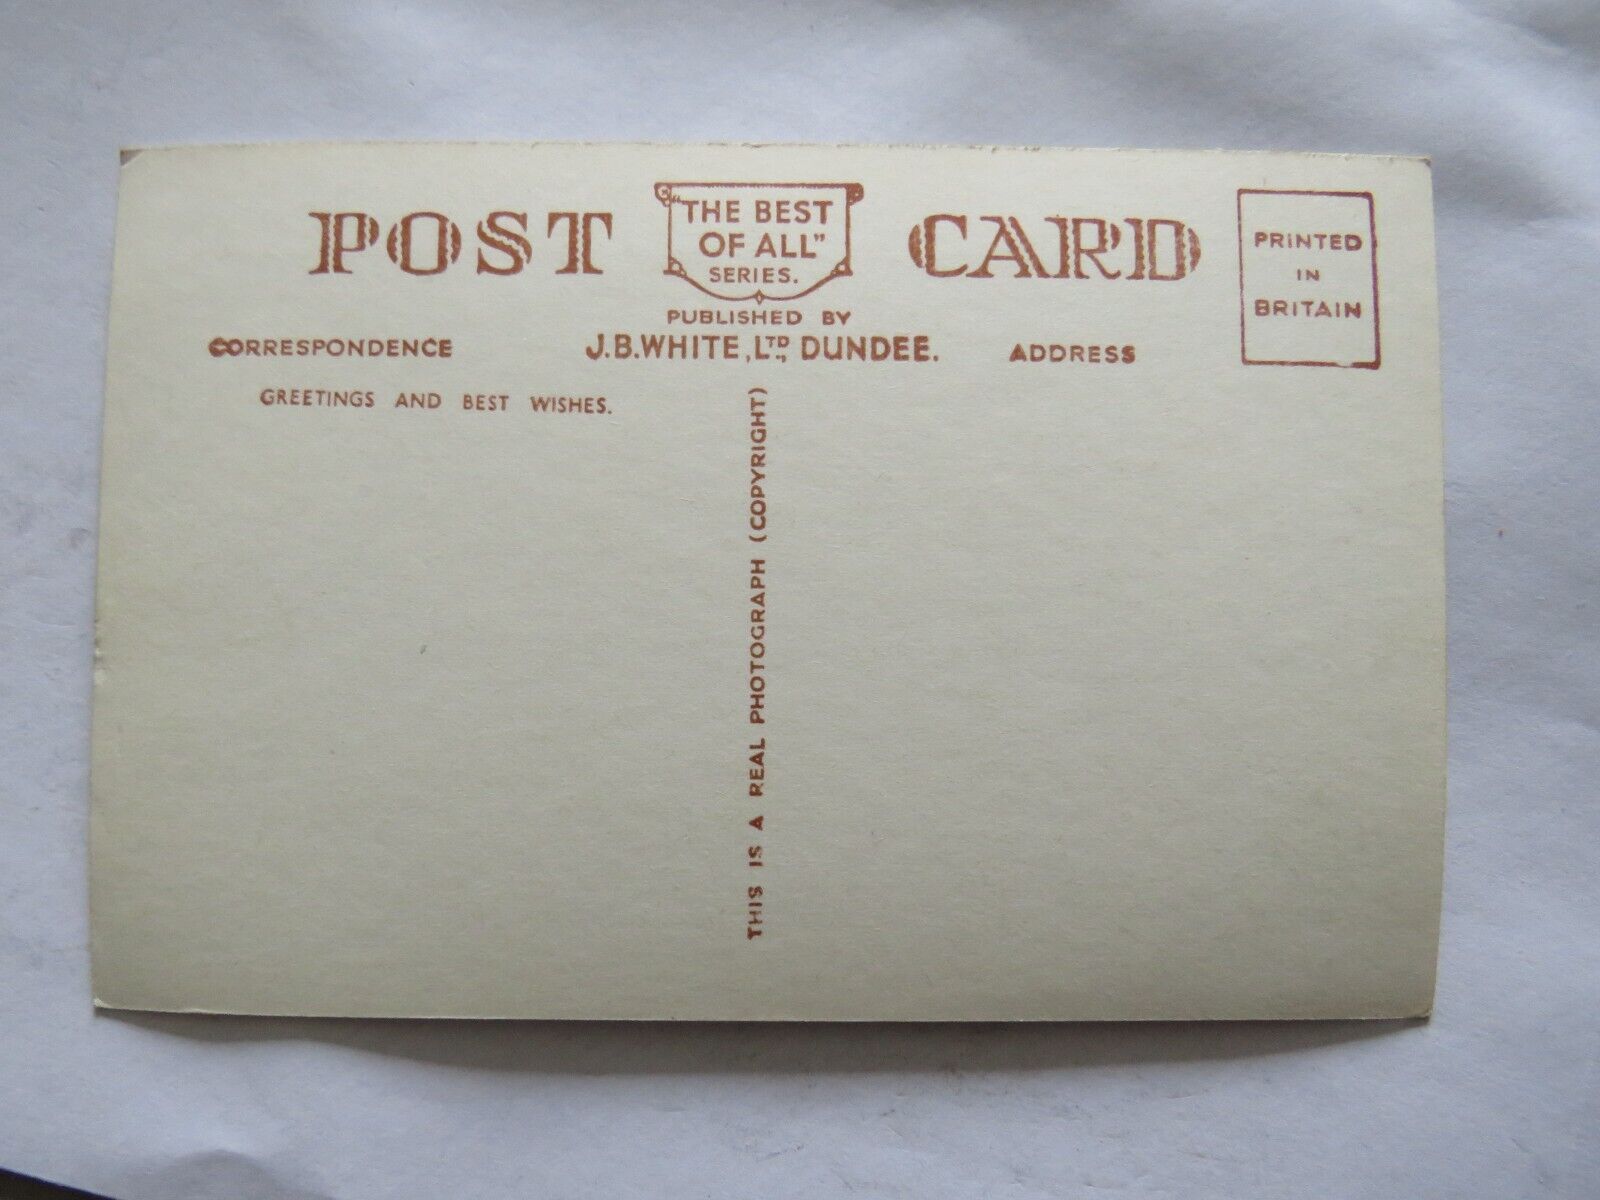 POST CARD
"THE BEST
OF ALL"
SERIES.
PUBLISHED BY
J.B.WHITE, LTD., DUNDEE.
CORRESPONDENCE
ADDRESS
PRINTED
IN
BRITAIN
GREETINGS AND BEST WISHES.
THIS IS A REAL PHOTOGRAPH (COPYRIGHT)